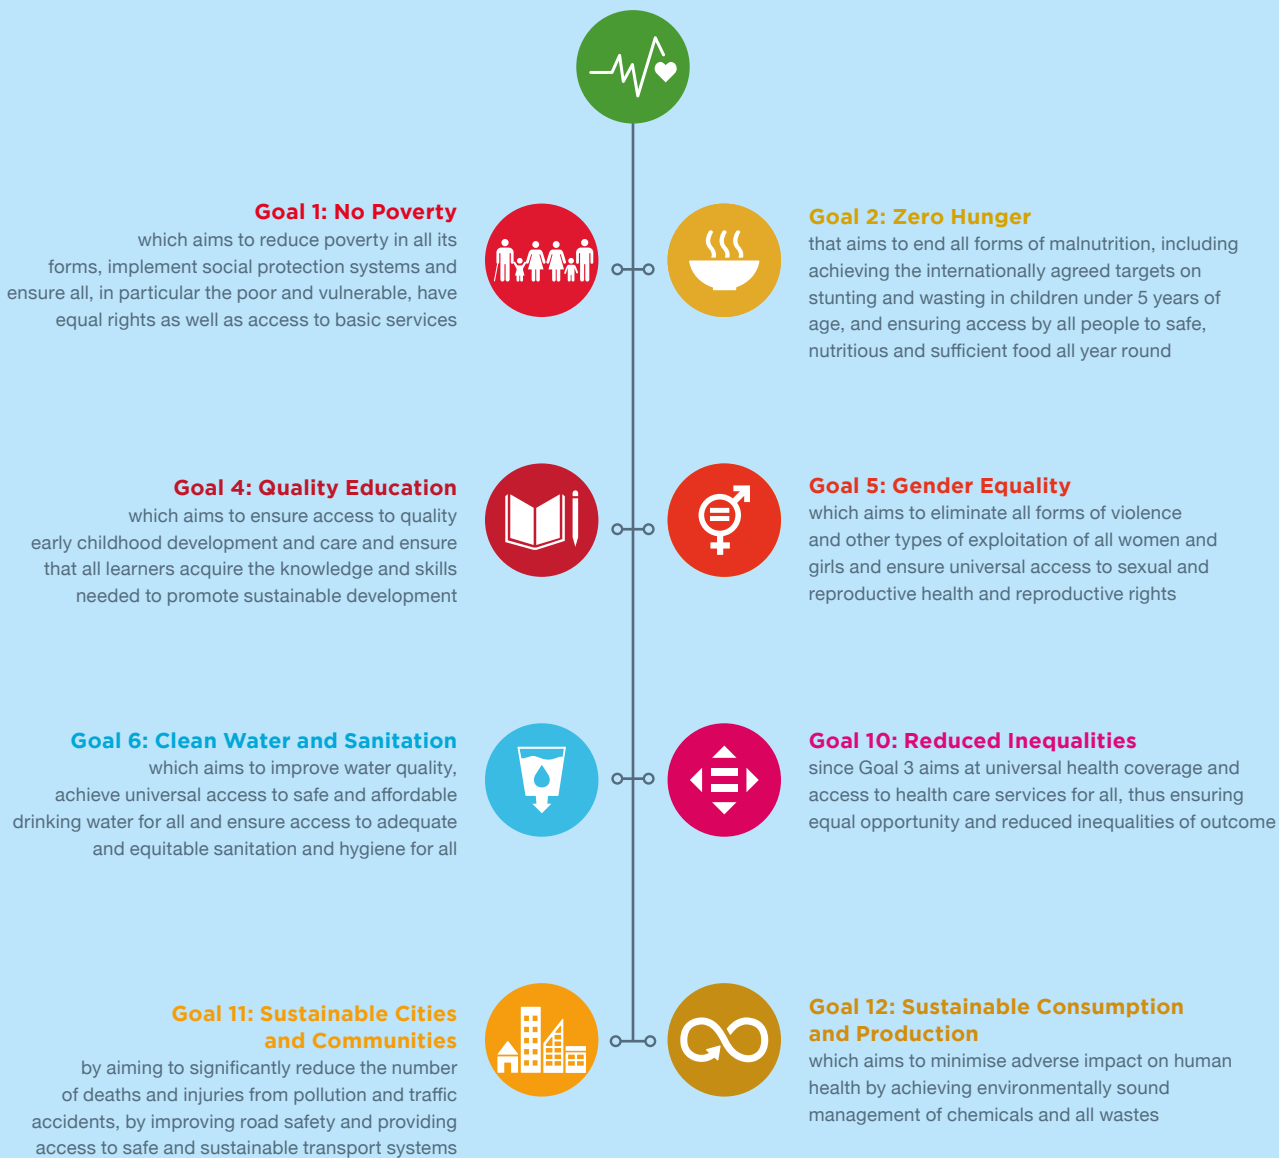 Goal 1: No Poverty
which aims to reduce poverty in all its
forms, implement social protection systems and
ensure all, in particular the poor and vulnerable, have
equal rights as well as access to basic services
Goal 2: Zero Hunger
that aims to end all forms of malnutrition, including
achieving the internationally agreed targets on
stunting and wasting in children under 5 years of
age, and ensuring access by all people to safe,
nutritious and sufficient food all year round
Goal 4: Quality Education
which aims to ensure access to quality
early childhood development and care and ensure
that all learners acquire the knowledge and skills
needed to promote sustainable development
Goal 5: Gender Equality
which aims to eliminate all forms of violence
and other types of exploitation of all women and
girls and ensure universal access to sexual and
reproductive health and reproductive rights
Goal 6: Clean Water and Sanitation
which aims to improve water quality,
achieve universal access to safe and affordable
drinking water for all and ensure access to adequate
and equitable sanitation and hygiene for all
Goal 10: Reduced Inequalities
since Goal 3 aims at universal health coverage and
access to health care services for all, thus ensuring
equal opportunity and reduced inequalities of outcome
Goal 11: Sustainable Cities
and Communities
by aiming to significantly reduce the number
of deaths and injuries from pollution and traffic
accidents, by improving road safety and providing
access to safe and sustainable transport systems
Goal 12: Sustainable Consumption
and Production
which aims to minimise adverse impact on human
health by achieving environmentally sound
management of chemicals and all wastes